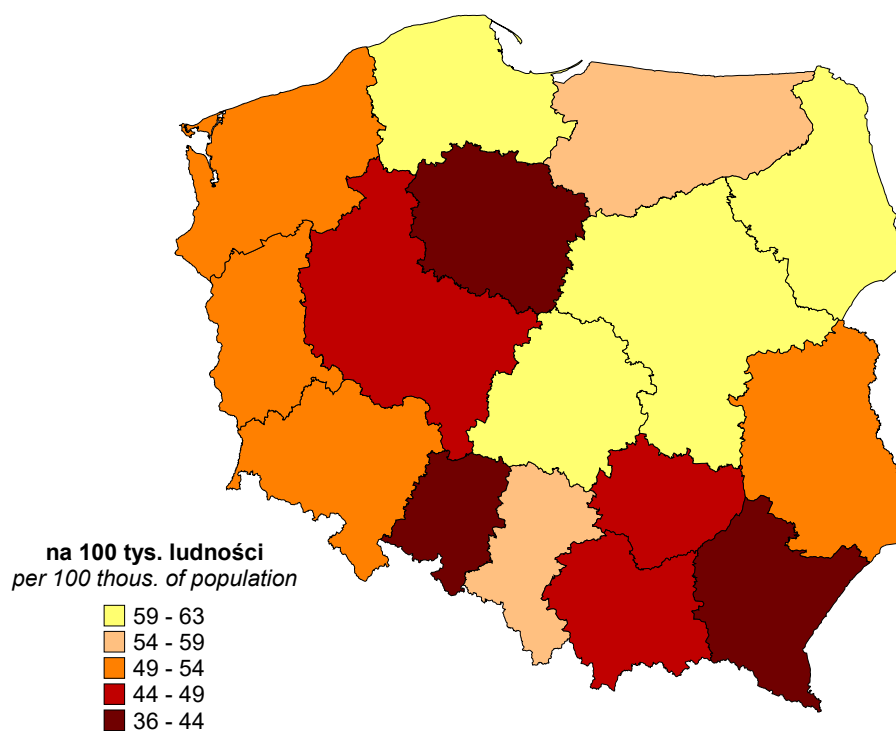 na 100 tys. ludności
per 100 thous. of population
59 - 63
54 - 59
49 - 54
44 - 49
36 - 44